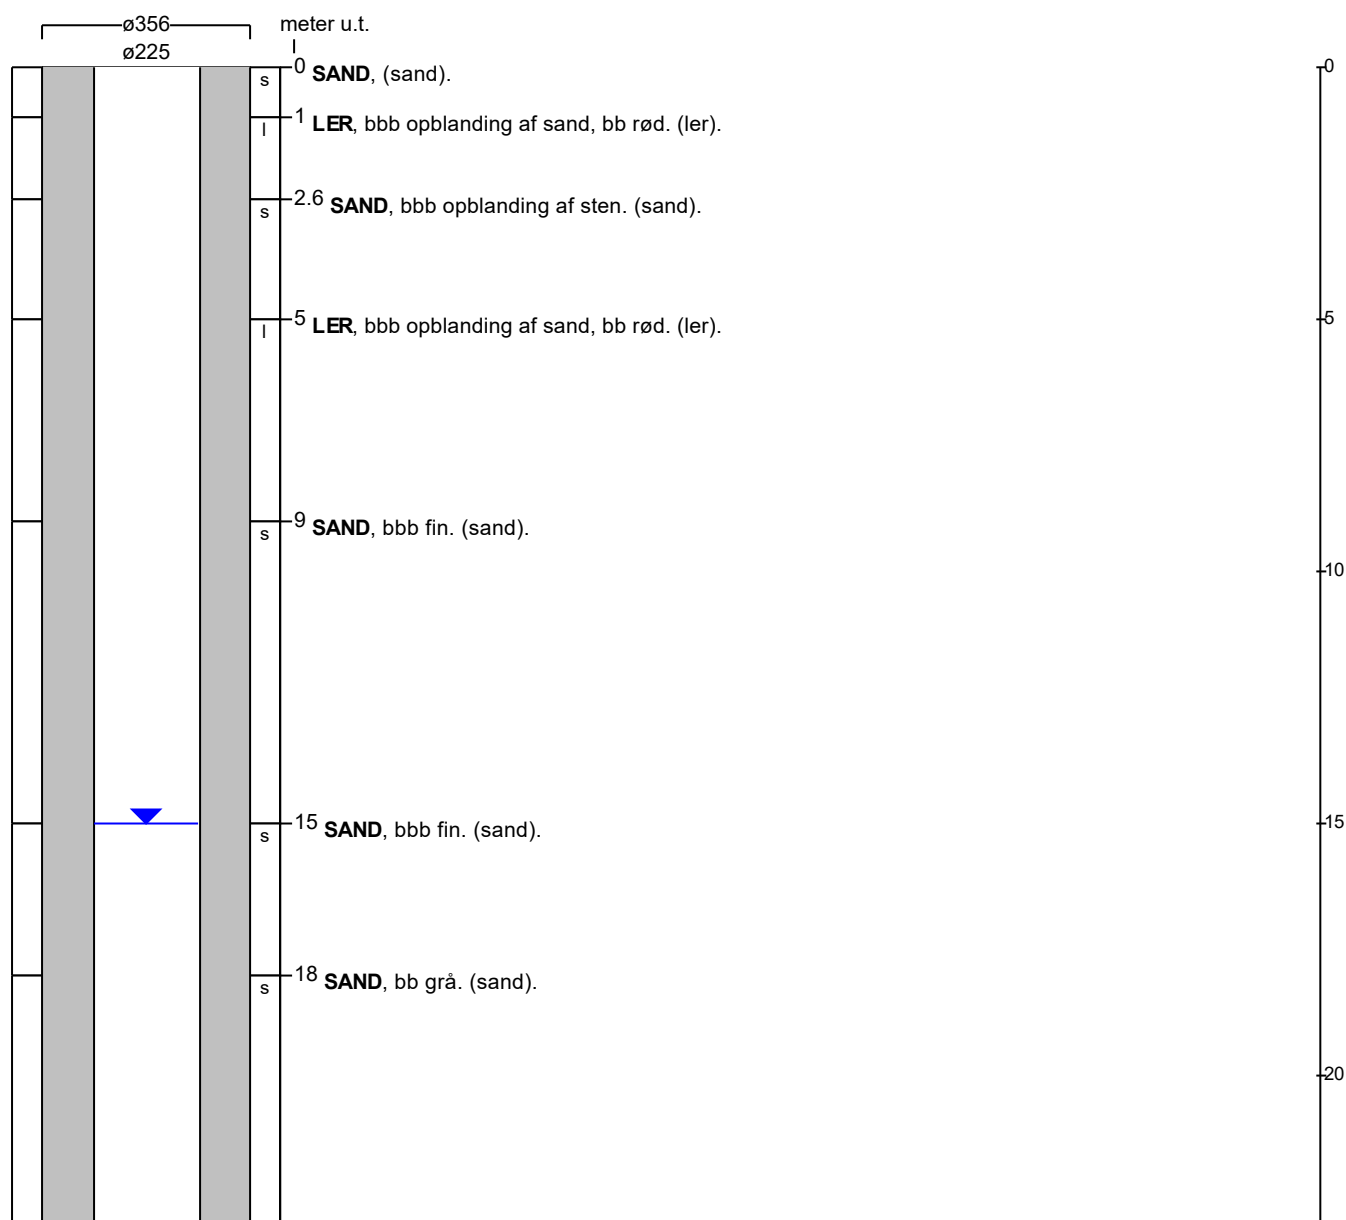 ø356 meter u.t.
ø225
0 SAND, (sand). 0
s
1 LER, bbb opblanding af sand, bb rød. (ler).
l
2.6 SAND, bbb opblanding af sten. (sand).
s
5 LER, bbb opblanding af sand, bb rød. (ler). 5
l
9 SAND, bbb fin. (sand).
s
10
15 SAND, bbb fin. (sand). 15
s
18 SAND, bb grå. (sand).
s
20